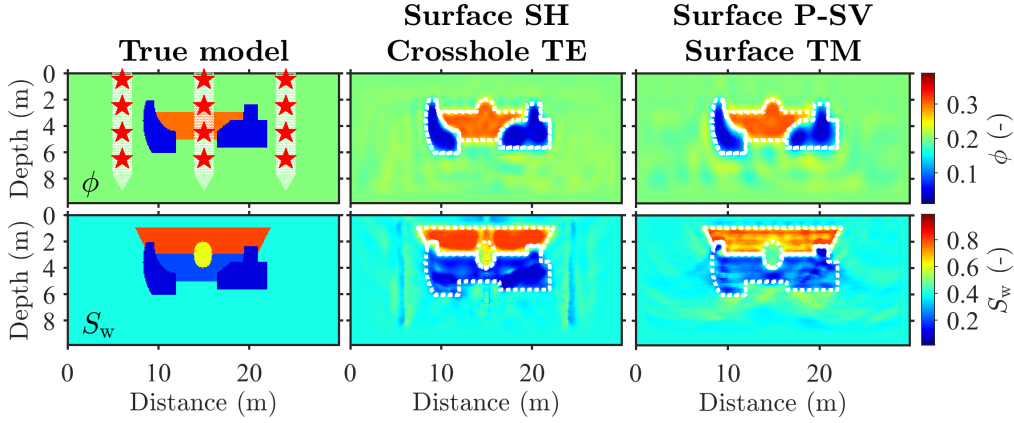 True model
Surface SH
Crosshole TE
Surface P-SV
Surface TM
Depth (m)
0
2
4
6
8
ϕ
0.3
0.2
0.1
ϕ (-)
Depth (m)
0
2
4
6
8
S_w
0.8
0.6
0.4
0.2
S_w (-)
0 10 20
0 10 20
0 10 20
Distance (m)
Distance (m)
Distance (m)